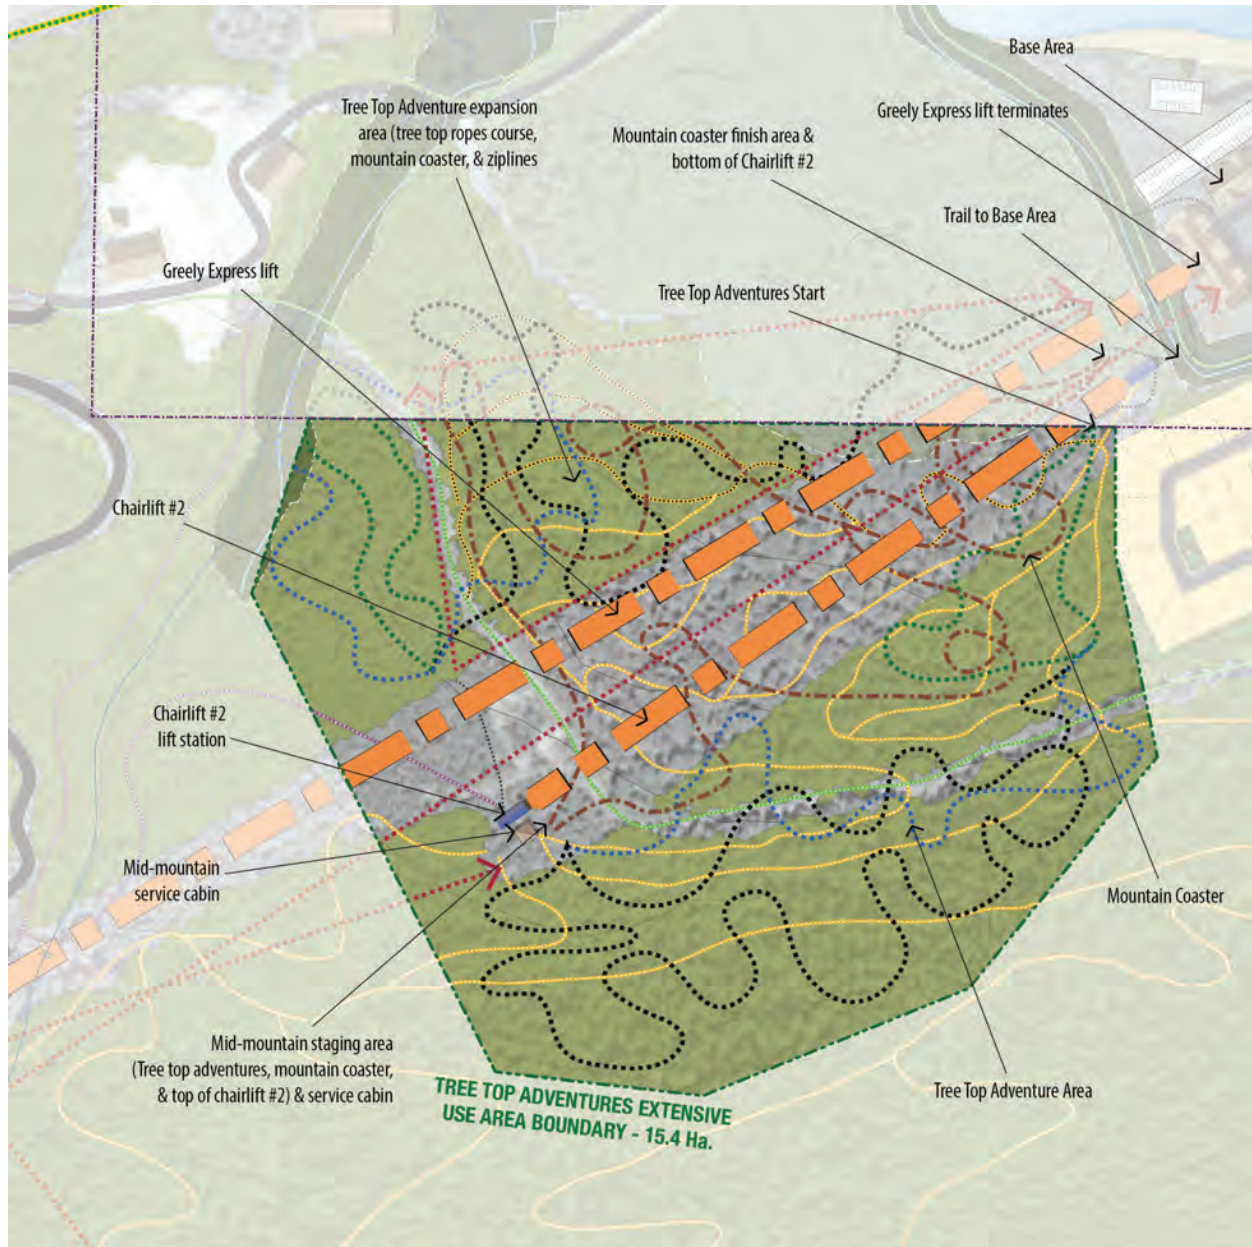 Base Area
Tree Top Adventure expansion
area (tree top ropes course,
mountain coaster, & ziplines
Greely Express lift terminates
Mountain coaster finish area &
bottom of Chairlift #2
Trail to Base Area
Greely Express lift
Tree Top Adventures Start
Chairlift #2
Chairlift #2
lift station
Mid-mountain
service cabin
Mountain Coaster
Mid-mountain staging area
(Tree top adventures, mountain coaster,
& top of chairlift #2) & service cabin
Tree Top Adventure Area
TREE TOP ADVENTURES EXTENSIVE
USE AREA BOUNDARY - 15.4 Ha.